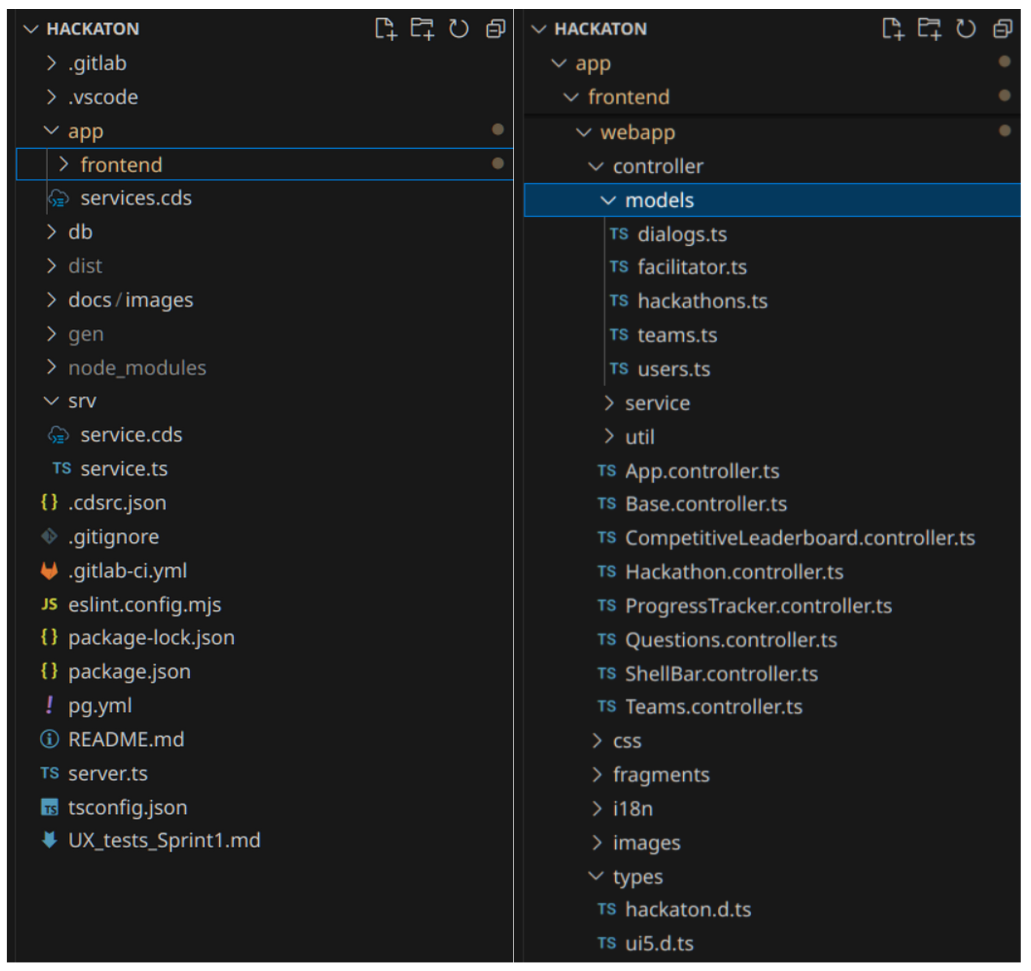 HACKATON
.gitlab
.vscode
app
frontend
services.cds
db
dist
docs/images
gen
node_modules
srv
service.cds
TS service.ts
{} .cdsrc.json
.gitignore
.gitlab-ci.yml
JS eslint.config.mjs
{} package-lock.json
{} package.json
! pg.yml
README.md
TS server.ts
TS tsconfig.json
UX_tests_Sprint1.md
HACKATON
app
frontend
webapp
controller
models
TS dialogs.ts
TS facilitator.ts
TS hackathons.ts
TS teams.ts
TS users.ts
service
util
TS App.controller.ts
TS Base.controller.ts
TS CompetitiveLeaderboard.controller.ts
TS Hackathon.controller.ts
TS ProgressTracker.controller.ts
TS Questions.controller.ts
TS ShellBar.controller.ts
TS Teams.controller.ts
css
fragments
i18n
images
types
TS hackaton.d.ts
TS ui5.d.ts